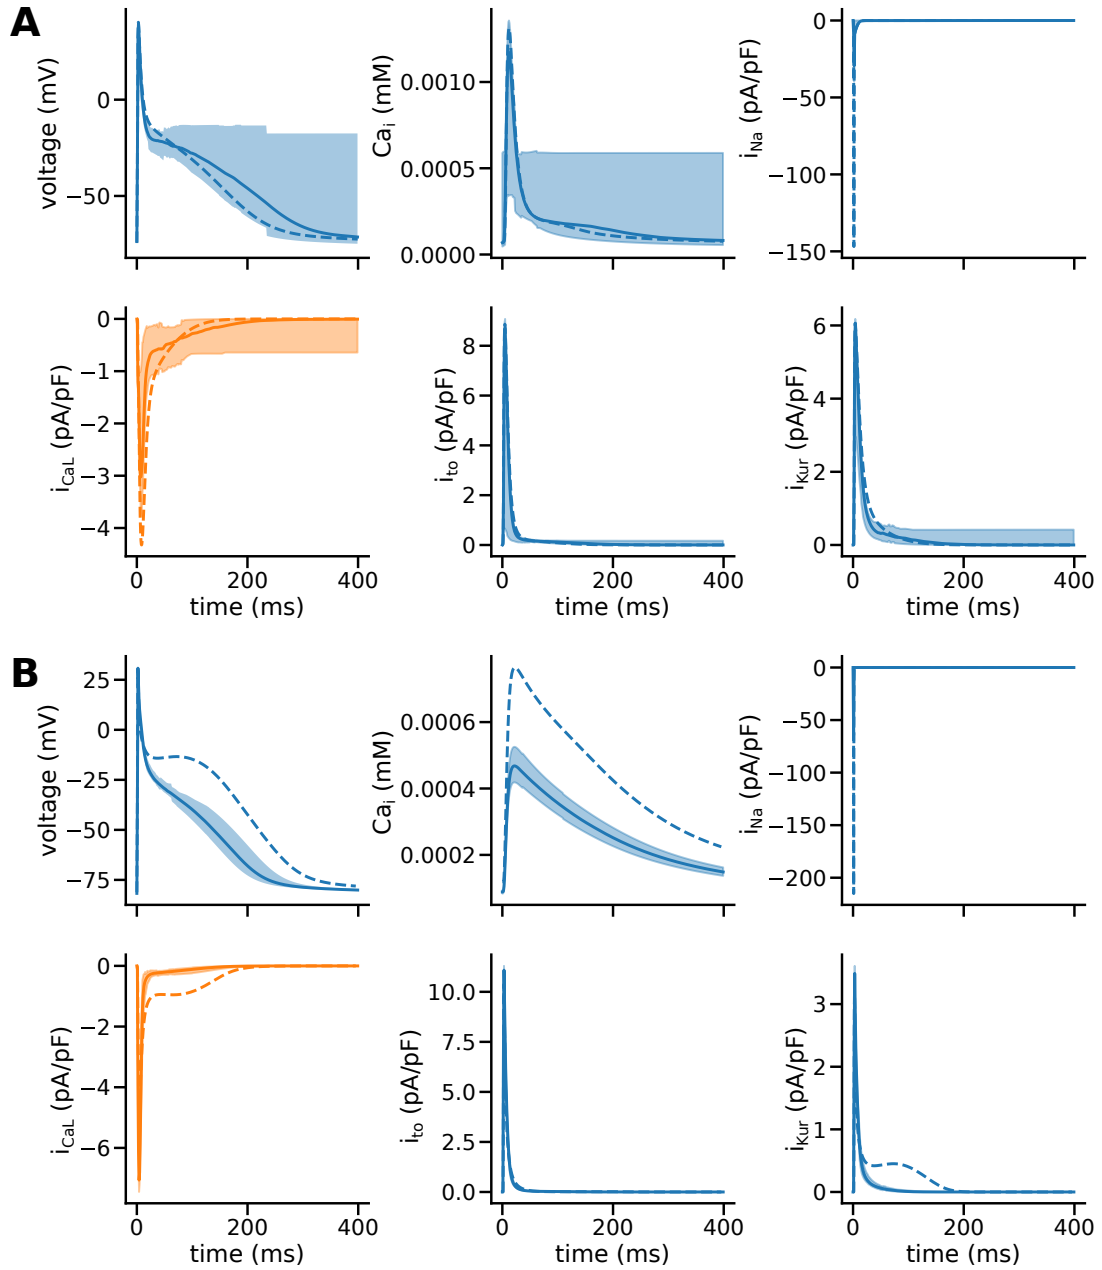 A
voltage (mV)
0
−50
Ca_i (mM)
0.0010
0.0005
0.0000
i_Na (pA/pF)
0
−50
−100
−150
i_CaL (pA/pF)
0
−1
−2
−3
−4
0 200 400
time (ms)
i_to (pA/pF)
8
6
4
2
0
0 200 400
time (ms)
i_Kur (pA/pF)
6
4
2
0
0 200 400
time (ms)
B
voltage (mV)
25
0
−25
−50
−75
Ca_i (mM)
0.0006
0.0004
0.0002
i_Na (pA/pF)
0
−50
−100
−150
−200
i_CaL (pA/pF)
0
−2
−4
−6
0 200 400
time (ms)
i_to (pA/pF)
10.0
7.5
5.0
2.5
0.0
0 200 400
time (ms)
i_Kur (pA/pF)
3
2
1
0
0 200 400
time (ms)